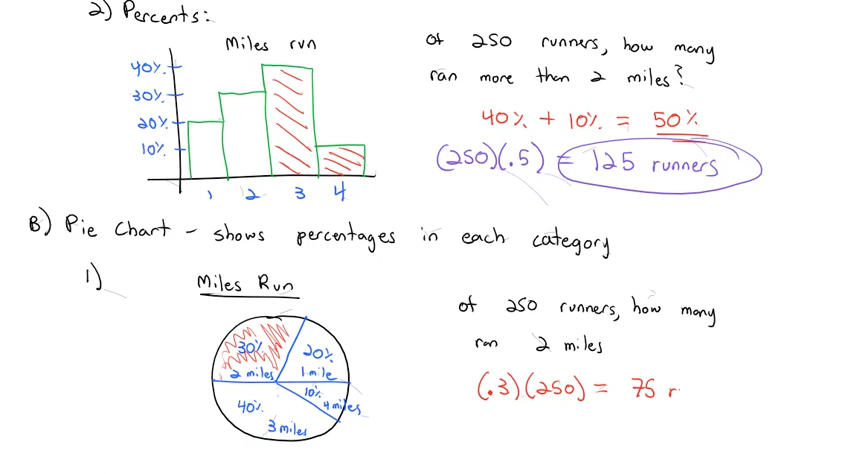 2) Percents:
Miles run
40%
30%
20%
10%
1 2 3 4
Of 250 runners, how many
ran more than 2 miles?
40% + 10% = 50%
(250)(.5) = 125 runners
B) Pie Chart - shows percentages in each category
1)
Miles Run
30%
2 miles
20%
1 mile
10%
4 miles
40%
3 miles
Of 250 runners, how many
ran 2 miles
(.3)(250) = 75 r